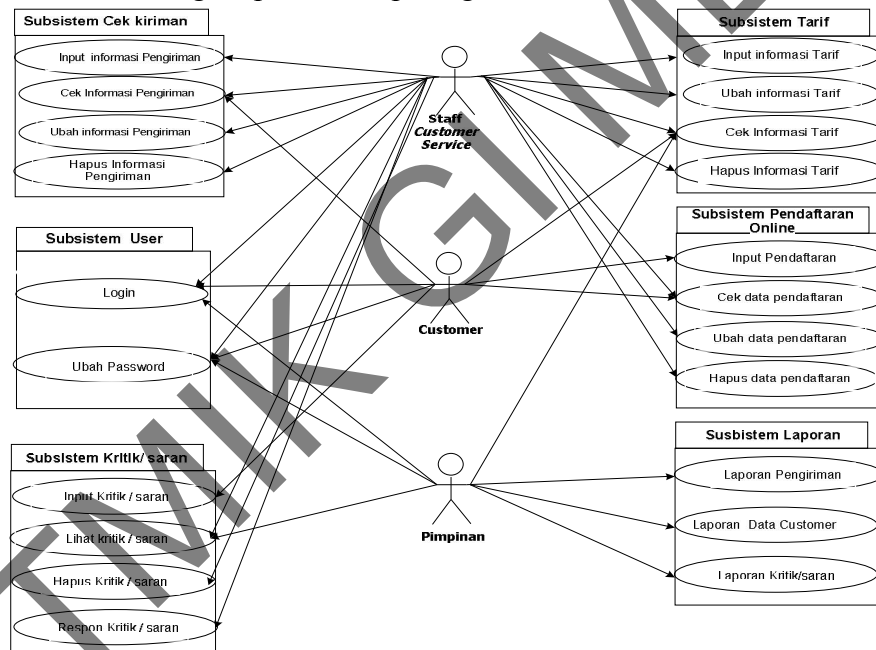 Subsistem Cek kiriman
Input informasi Pengiriman
Cek Informasi Pengiriman
Ubah informasi Pengiriman
Hapus Informasi
Pengiriman
Subsistem User
Login
Ubah Password
Subsistem Kritik/ saran
Input Kritik / saran
Lihat kritik / saran
Hapus Kritik / saran
Respon Kritik / saran
Staff
Customer
Service
Customer
Pimpinan
Subsistem Tarif
Input informasi Tarif
Ubah informasi Tarif
Cek Informasi Tarif
Hapus Informasi Tarif
Subsistem Pendaftaran
Online
Input Pendaftaran
Cek data pendaftaran
Ubah data pendaftaran
Hapus data pendaftaran
Susbistem Laporan
Laporan Pengiriman
Laporan Data Customer
Laporan Kritik/saran